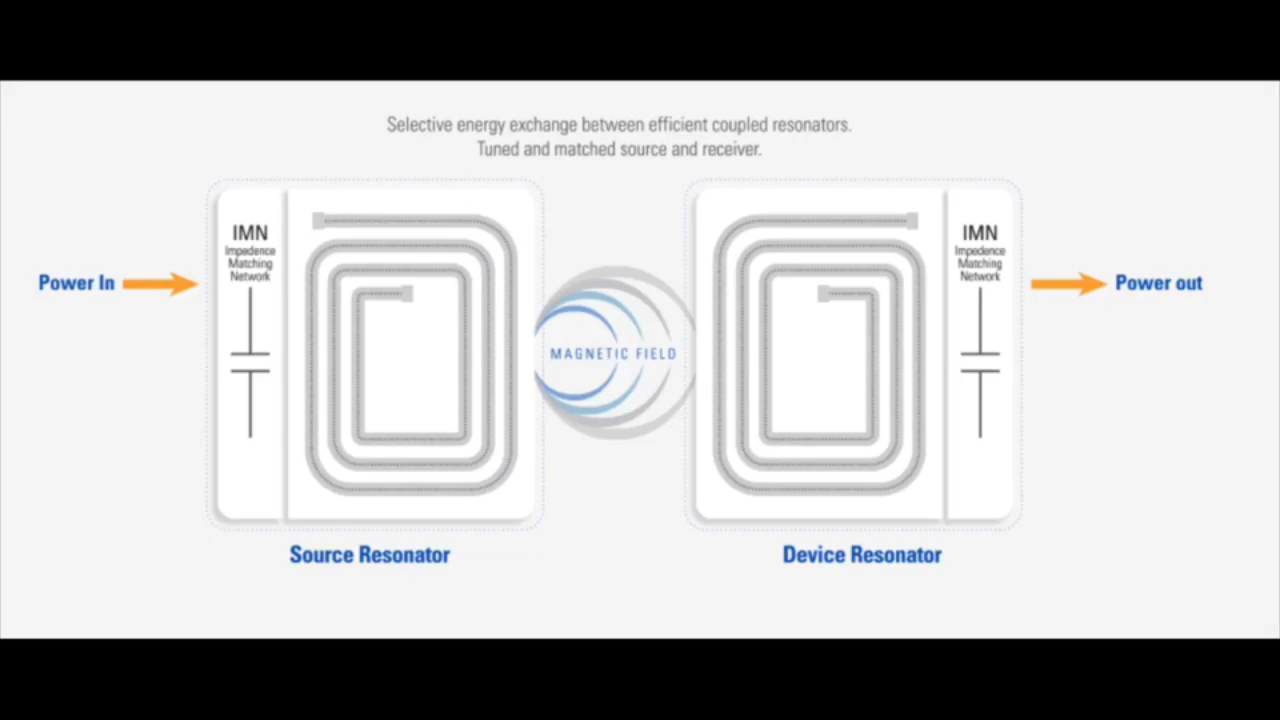 Selective energy exchange between efficient coupled resonators.
Tuned and matched source and receiver.
IMN
Impedence
Matching
Network
Power In
MAGNETIC FIELD
IMN
Impedence
Matching
Network
Power out
Source Resonator
Device Resonator